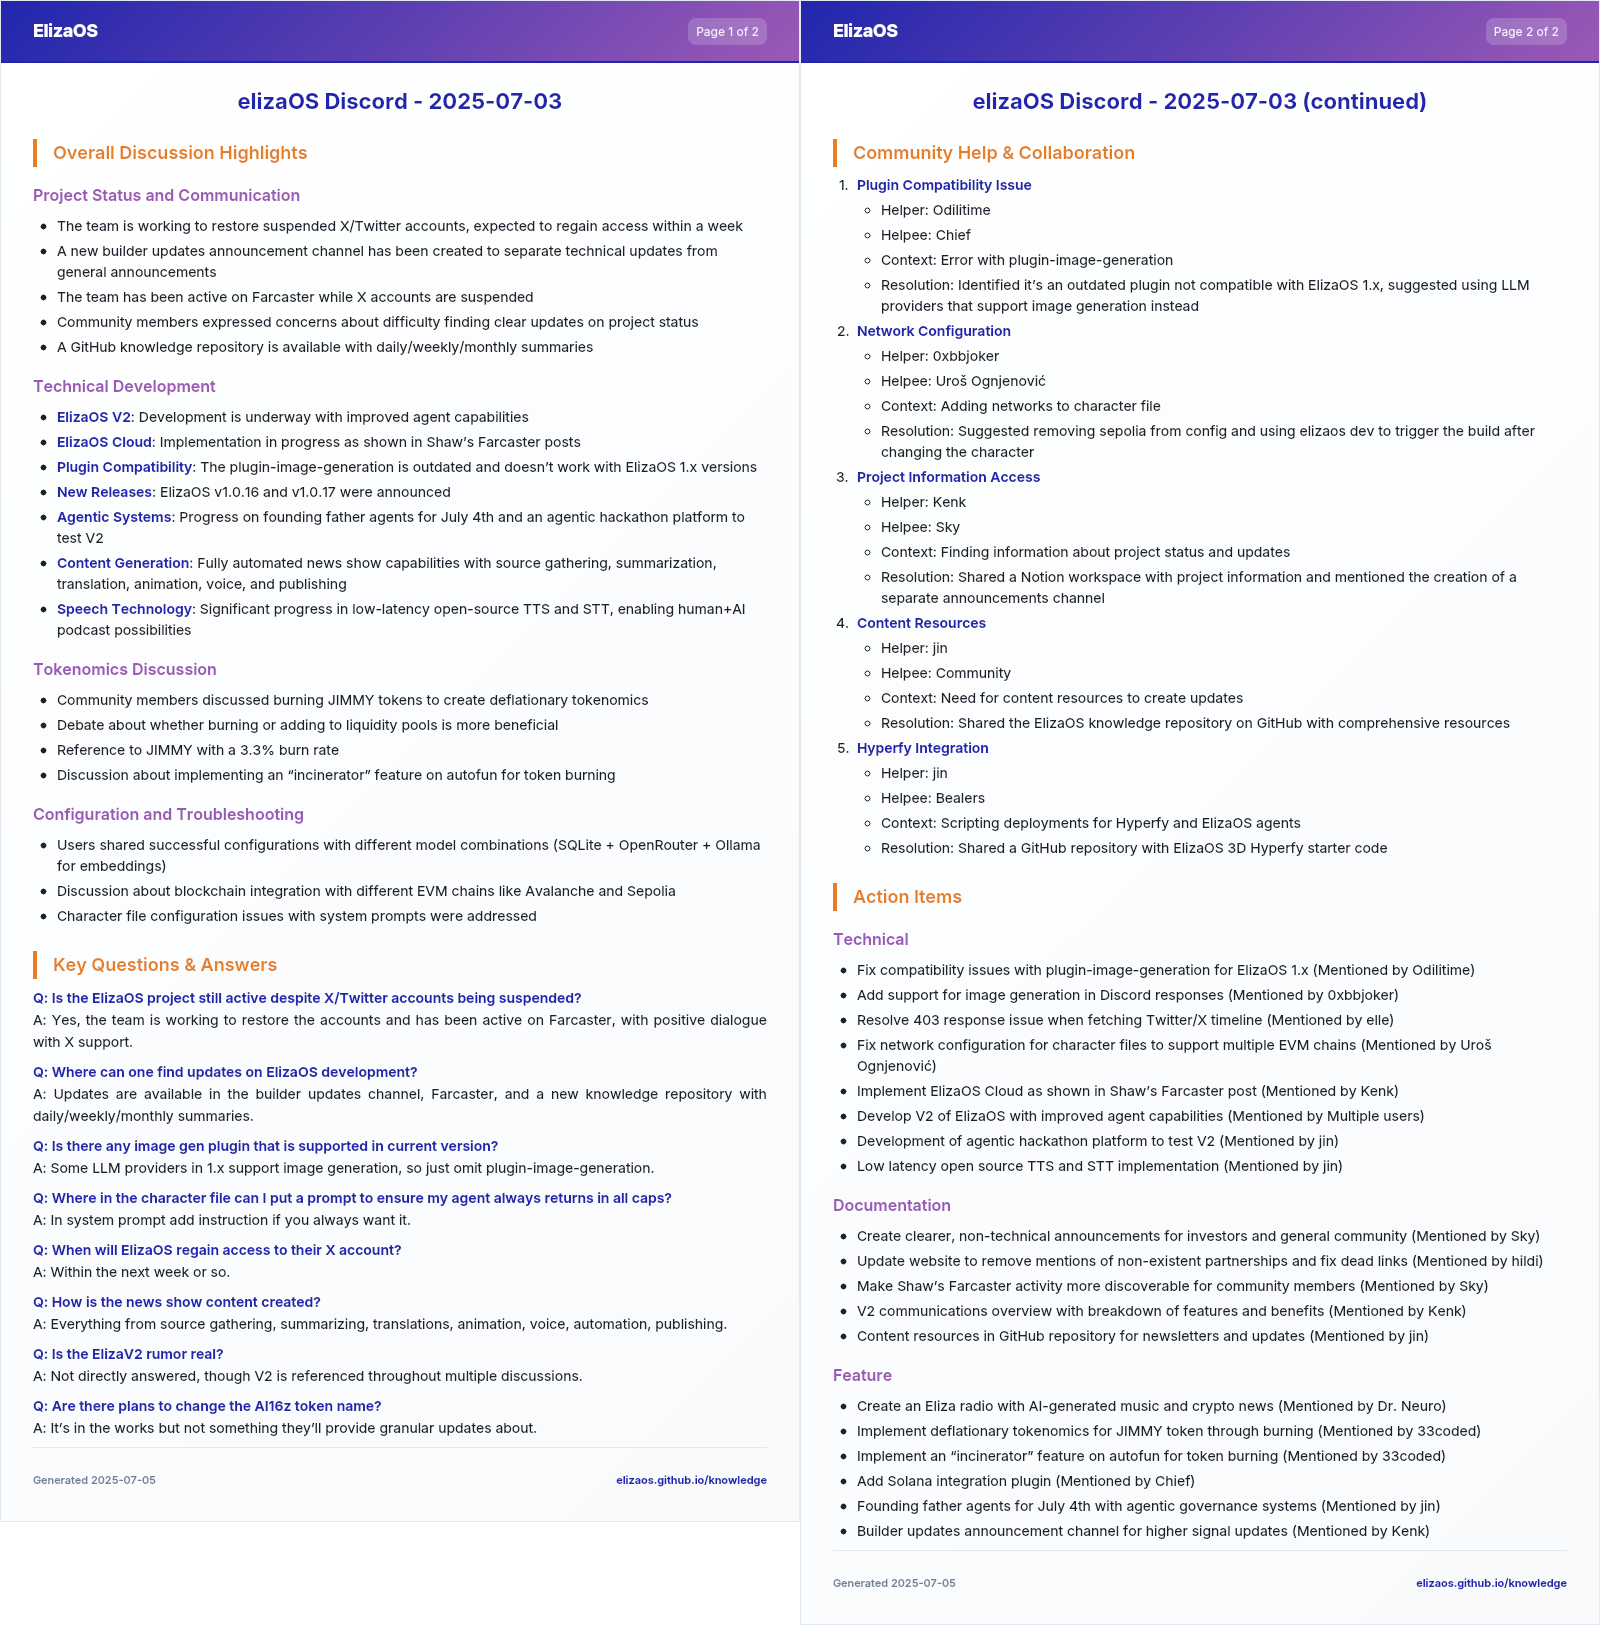 ElizaOS
Page 1 of 2
elizaOS Discord - 2025-07-03
Overall Discussion Highlights
Project Status and Communication
• The team is working to restore suspended X/Twitter accounts, expected to regain access within a week
• A new builder updates announcement channel has been created to separate technical updates from
general announcements
• The team has been active on Farcaster while X accounts are suspended
• Community members expressed concerns about difficulty finding clear updates on project status
• A GitHub knowledge repository is available with daily/weekly/monthly summaries
Technical Development
• ElizaOS V2: Development is underway with improved agent capabilities
• ElizaOS Cloud: Implementation in progress as shown in Shaw's Farcaster posts
• Plugin Compatibility: The plugin-image-generation is outdated and doesn't work with ElizaOS 1.x versions
• New Releases: ElizaOS v1.0.16 and v1.0.17 were announced
• Agentic Systems: Progress on founding father agents for July 4th and an agentic hackathon platform to
test V2
• Content Generation: Fully automated news show capabilities with source gathering, summarization,
translation, animation, voice, and publishing
• Speech Technology: Significant progress in low-latency open-source TTS and STT, enabling human+AI
podcast possibilities
Tokenomics Discussion
• Community members discussed burning JIMMY tokens to create deflationary tokenomics
• Debate about whether burning or adding to liquidity pools is more beneficial
• Reference to JIMMY with a 3.3% burn rate
• Discussion about implementing an “incinerator” feature on autofun for token burning
Configuration and Troubleshooting
• Users shared successful configurations with different model combinations (SQLite + OpenRouter + Ollama
for embeddings)
• Discussion about blockchain integration with different EVM chains like Avalanche and Sepolia
• Character file configuration issues with system prompts were addressed
Key Questions & Answers
Q: Is the ElizaOS project still active despite X/Twitter accounts being suspended?
A: Yes, the team is working to restore the accounts and has been active on Farcaster, with positive dialogue
with X support.
Q: Where can one find updates on ElizaOS development?
A: Updates are available in the builder updates channel, Farcaster, and a new knowledge repository with
daily/weekly/monthly summaries.
Q: Is there any image gen plugin that is supported in current version?
A: Some LLM providers in 1.x support image generation, so just omit plugin-image-generation.
Q: Where in the character file can I put a prompt to ensure my agent always returns in all caps?
A: In system prompt add instruction if you always want it.
Q: When will ElizaOS regain access to their X account?
A: Within the next week or so.
Q: How is the news show content created?
A: Everything from source gathering, summarizing, translations, animation, voice, automation, publishing.
Q: Is the ElizaV2 rumor real?
A: Not directly answered, though V2 is referenced throughout multiple discussions.
Q: Are there plans to change the AI16z token name?
A: It's in the works but not something they'll provide granular updates about.
Generated 2025-07-05
elizaos.github.io/knowledge
ElizaOS
Page 2 of 2
elizaOS Discord - 2025-07-03 (continued)
Community Help & Collaboration
1. Plugin Compatibility Issue
◦ Helper: Odilitime
◦ Helpee: Chief
◦ Context: Error with plugin-image-generation
◦ Resolution: Identified it's an outdated plugin not compatible with ElizaOS 1.x, suggested using LLM
providers that support image generation instead
2. Network Configuration
◦ Helper: 0xbbjoker
◦ Helpee: Uroš Ognjenović
◦ Context: Adding networks to character file
◦ Resolution: Suggested removing sepolia from config and using elizaos dev to trigger the build after
changing the character
3. Project Information Access
◦ Helper: Kenk
◦ Helpee: Sky
◦ Context: Finding information about project status and updates
◦ Resolution: Shared a Notion workspace with project information and mentioned the creation of a
separate announcements channel
4. Content Resources
◦ Helper: jin
◦ Helpee: Community
◦ Context: Need for content resources to create updates
◦ Resolution: Shared the ElizaOS knowledge repository on GitHub with comprehensive resources
5. Hyperfy Integration
◦ Helper: jin
◦ Helpee: Bealers
◦ Context: Scripting deployments for Hyperfy and ElizaOS agents
◦ Resolution: Shared a GitHub repository with ElizaOS 3D Hyperfy starter code
Action Items
Technical
• Fix compatibility issues with plugin-image-generation for ElizaOS 1.x (Mentioned by Odilitime)
• Add support for image generation in Discord responses (Mentioned by 0xbbjoker)
• Resolve 403 response issue when fetching Twitter/X timeline (Mentioned by elle)
• Fix network configuration for character files to support multiple EVM chains (Mentioned by Uroš
Ognjenović)
• Implement ElizaOS Cloud as shown in Shaw's Farcaster post (Mentioned by Kenk)
• Develop V2 of ElizaOS with improved agent capabilities (Mentioned by Multiple users)
• Development of agentic hackathon platform to test V2 (Mentioned by jin)
• Low latency open source TTS and STT implementation (Mentioned by jin)
Documentation
• Create clearer, non-technical announcements for investors and general community (Mentioned by Sky)
• Update website to remove mentions of non-existent partnerships and fix dead links (Mentioned by hildi)
• Make Shaw's Farcaster activity more discoverable for community members (Mentioned by Sky)
• V2 communications overview with breakdown of features and benefits (Mentioned by Kenk)
• Content resources in GitHub repository for newsletters and updates (Mentioned by jin)
Feature
• Create an Eliza radio with AI-generated music and crypto news (Mentioned by Dr. Neuro)
• Implement deflationary tokenomics for JIMMY token through burning (Mentioned by 33coded)
• Implement an “incinerator” feature on autofun for token burning (Mentioned by 33coded)
• Add Solana integration plugin (Mentioned by Chief)
• Founding father agents for July 4th with agentic governance systems (Mentioned by jin)
• Builder updates announcement channel for higher signal updates (Mentioned by Kenk)
Generated 2025-07-05
elizaos.github.io/knowledge